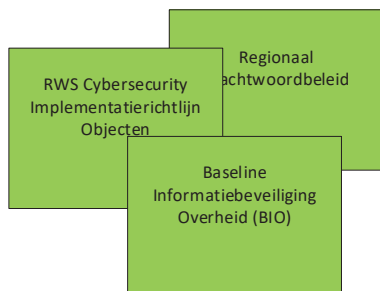 Regionaal
achtwoordbeleid
RWS Cybersecurity
Implementatierichtlijn
Objecten
Baseline
Informatiebeveiliging
Overheid (BIO)